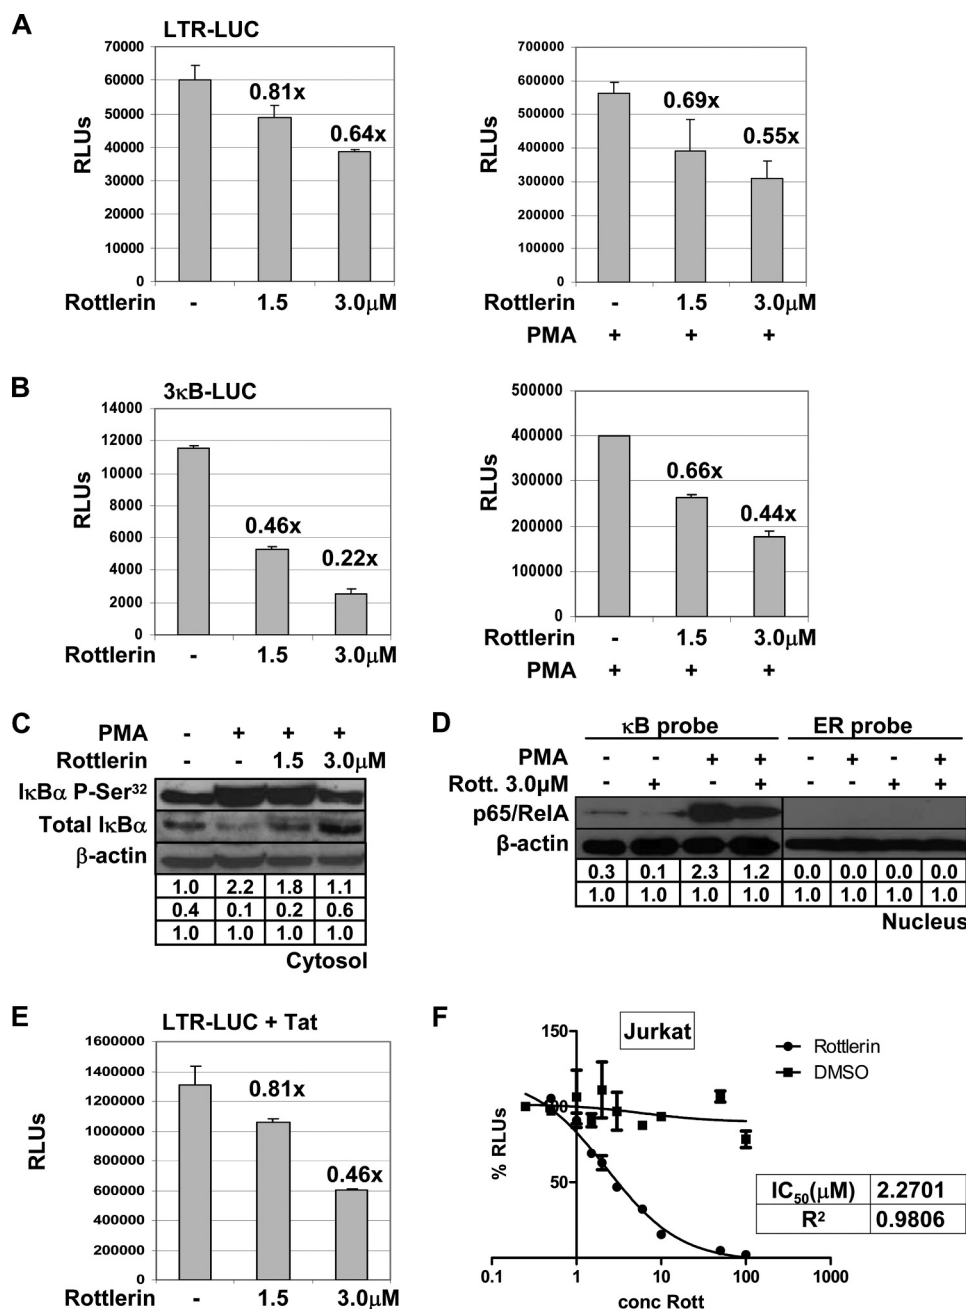 A
LTR-LUC
70000
60000
50000
40000
30000
20000
10000
0
RLUs
0.81x
0.64x
Rottlerin - 1.5 3.0μM
700000
600000
500000
400000
300000
200000
100000
0
RLUs
0.69x
0.55x
Rottlerin - 1.5 3.0μM
PMA + + +
B
3κB-LUC
14000
12000
10000
8000
6000
4000
2000
0
RLUs
0.46x
0.22x
Rottlerin - 1.5 3.0μM
500000
400000
300000
200000
100000
0
RLUs
0.66x
0.44x
Rottlerin - 1.5 3.0μM
PMA + + +
C
PMA - + + +
Rottlerin - - 1.5 3.0μM
IκBα P-Ser32
Total IκBα
β-actin
1.0 2.2 1.8 1.1
0.4 0.1 0.2 0.6
1.0 1.0 1.0 1.0
Cytosol
D
κB probe ER probe
PMA - - + + - + - +
Rott. 3.0μM - + - + - - + +
p65/RelA
β-actin
0.3 0.1 2.3 1.2 0.0 0.0 0.0 0.0
1.0 1.0 1.0 1.0 1.0 1.0 1.0 1.0
Nucleus
E
LTR-LUC + Tat
1600000
1400000
1200000
1000000
800000
600000
400000
200000
0
RLUs
0.81x
0.46x
Rottlerin - 1.5 3.0μM
F
Jurkat
Rottlerin
DMSO
150
100
50
% RLUs
IC50(μM) 2.2701
R2 0.9806
0.1 1 10 100 1000
conc Rott